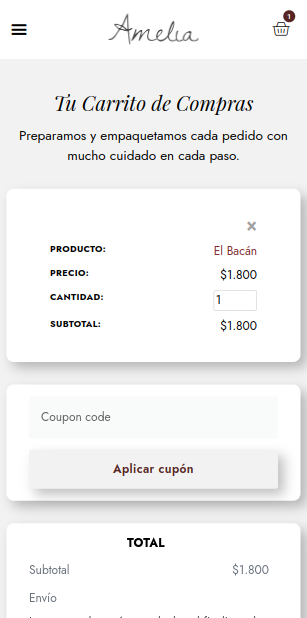 Amelia
1
Tu Carrito de Compras
Preparamos y empaquetamos cada pedido con
mucho cuidado en cada paso.
×
PRODUCTO: El Bacán
PRECIO: $1.800
CANTIDAD: 1
SUBTOTAL: $1.800
Coupon code
Aplicar cupón
TOTAL
Subtotal $1.800
Envío